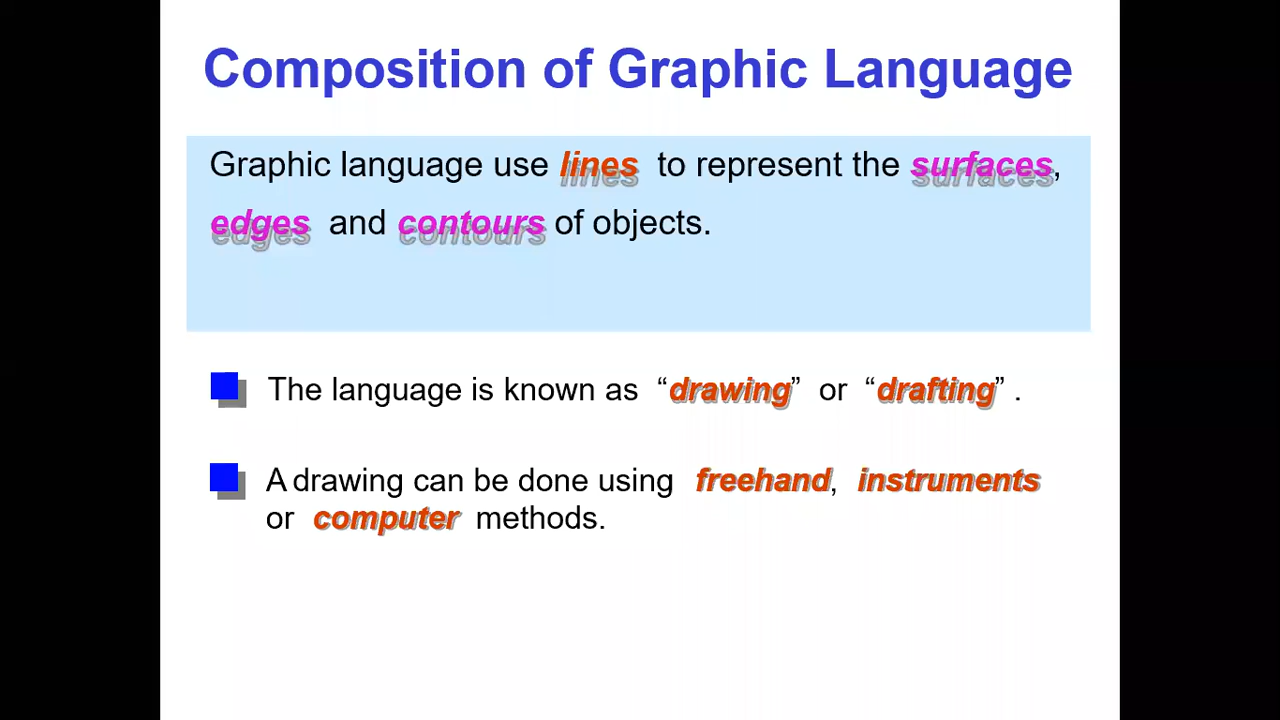 Composition of Graphic Language
Graphic language use lines to represent the surfaces,
edges and contours of objects.
The language is known as “drawing” or “drafting” .
A drawing can be done using freehand, instruments
or computer methods.